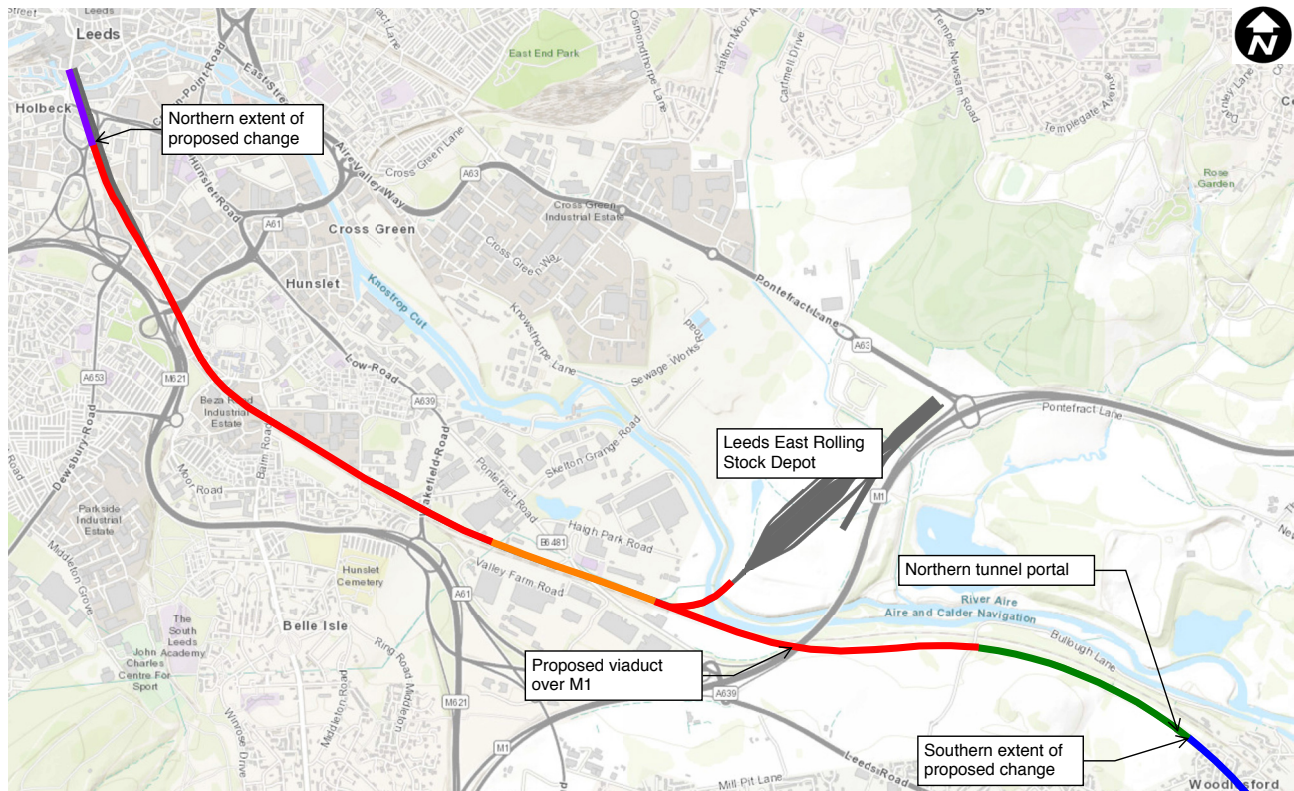 Leeds
Holbeck
East End Park
Osmondthorpe Lane
Halton Moor
Cartmell Drive
Temple Newsam Road
Templegate Avenue
N
Northern extent of
proposed change
Hunslet-Road
East Street
Aire-Valley-Way
Cross Green Lane
A63
Rose
Garden
Cross Green
Industrial Estate
Cross Green
Cross Green Way
A61
Hunslet
Knostrop Cut
Knowsthorpe Lane
Sewage Works Road
Pontefract-Lane
A63
Low-Road
A653
M621
A639
Beza Road
Industrial
Estate
Balm Road
Moor Road
Dewsbury-Road
Wakefield-Road
Pontefract Road
Skelton Grange Road
Pontefract Lane
Leeds East Rolling
Stock Depot
M1
Parkside
Industrial
Estate
Middleton Grove
Haigh Park Road
B6481
Valley Farm Road
Hunslet
Cemetery
Northern tunnel portal
River Aire
Aire and Calder Navigation
A61
Belle Isle
The
South
Leeds
Academy
John
Charles
Centre For
Sport
Ring Road Middleton
Middleton Road
Winrose Drive
Bullough Lane
Proposed viaduct
over M1
A639
M621
M1
Leeds-Road
Mill Pit Lane
Southern extent of
proposed change
Woodlesford